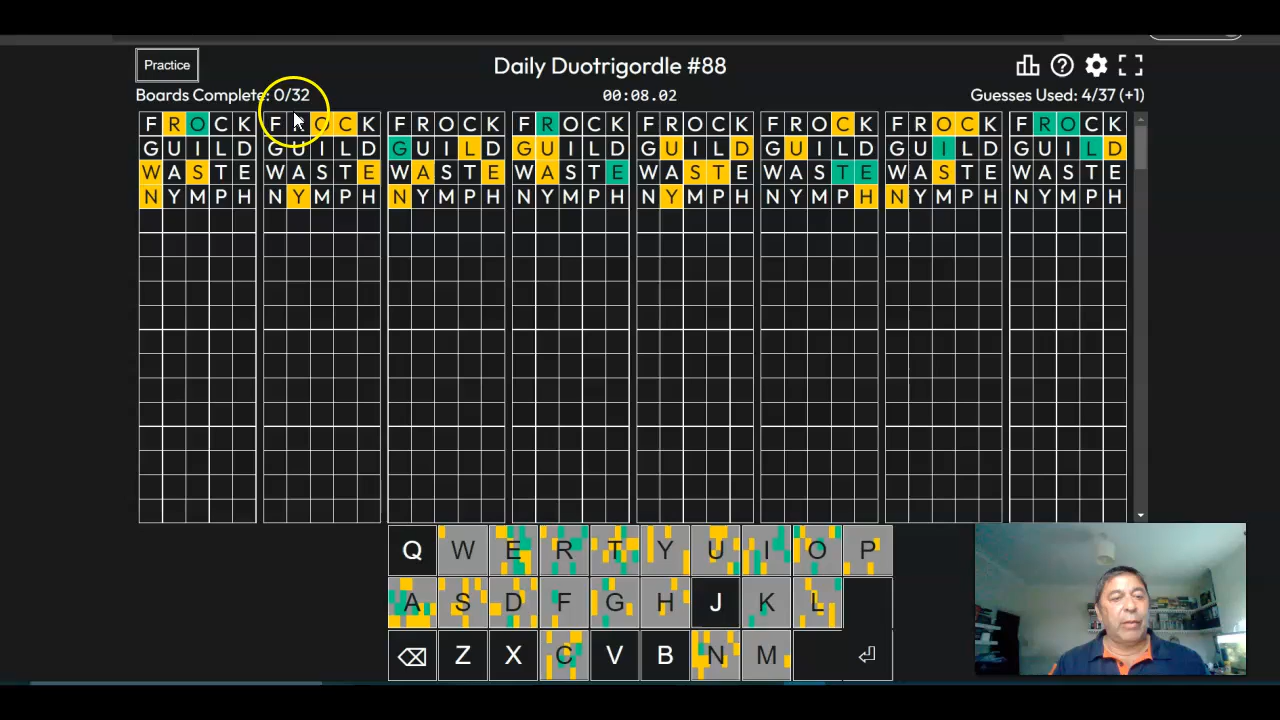 Practice
Daily Duotrigordle #88
Boards Complete: 0/32
00:08.02
Guesses Used: 4/37 (+1)
FROCK FROCK FROCK FROCK FROCK FROCK FROCK FROCK
GUILD GUILD GUILD GUILD GUILD GUILD GUILD GUILD
WASTE WASTE WASTE WASTE WASTE WASTE WASTE WASTE
NYMPH NYMPH NYMPH NYMPH NYMPH NYMPH NYMPH NYMPH
Q W E R T Y U I O P
A S D F G H J K L
Z X C V B N M